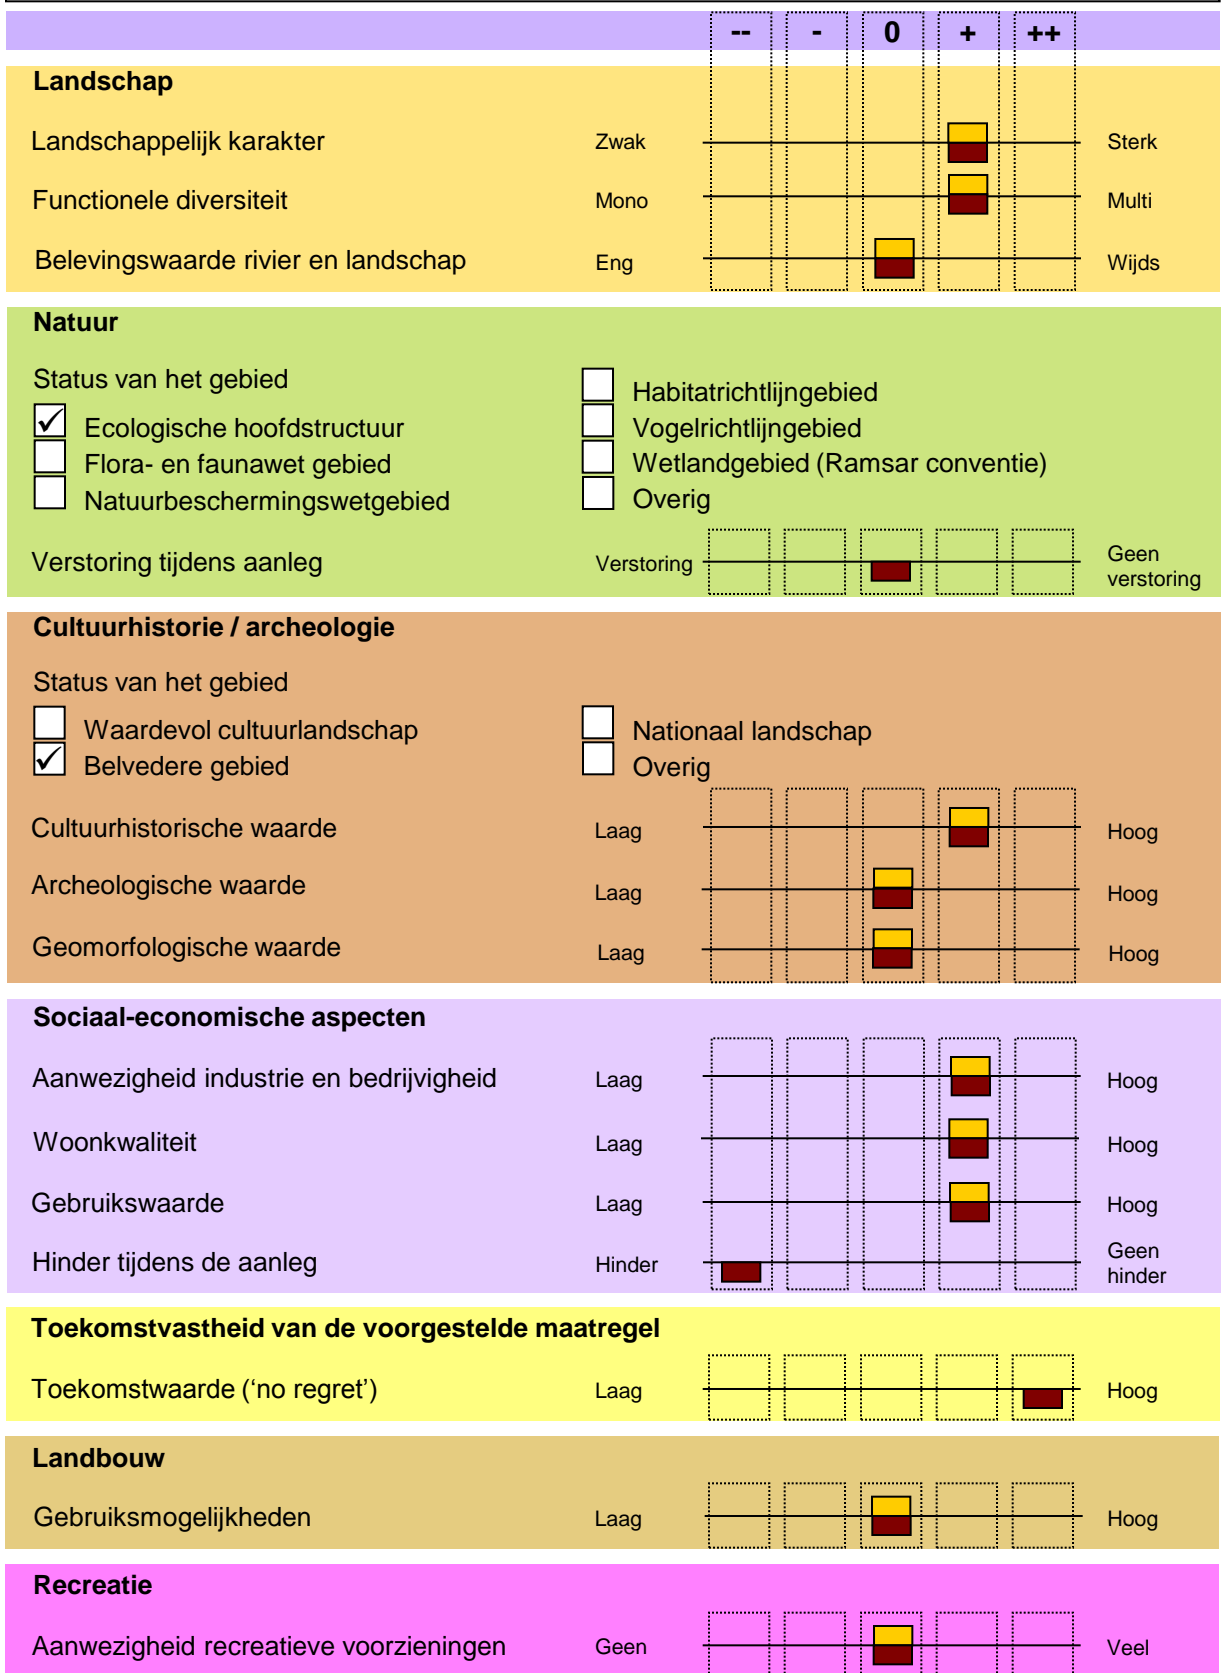 -- - 0 + ++
Landschap
Landschappelijk karakter Zwak Sterk
Functionele diversiteit Mono Multi
Belevingswaarde rivier en landschap Eng Wijds
Natuur
Status van het gebied
Habitatrichtlijngebied
✓ Ecologische hoofdstructuur
Vogelrichtlijngebied
Flora- en faunawet gebied
Wetlandgebied (Ramsar conventie)
Natuurbeschermingswetgebied
Overig
Verstoring tijdens aanleg Verstoring Geen
verstoring
Cultuurhistorie / archeologie
Status van het gebied
Waardevol cultuurlandschap
Nationaal landschap
✓ Belvedere gebied
Overig
Cultuurhistorische waarde Laag Hoog
Archeologische waarde Laag Hoog
Geomorfologische waarde Laag Hoog
Sociaal-economische aspecten
Aanwezigheid industrie en bedrijvigheid Laag Hoog
Woonkwaliteit Laag Hoog
Gebruikswaarde Laag Hoog
Hinder tijdens de aanleg Hinder Geen
hinder
Toekomstvastheid van de voorgestelde maatregel
Toekomstwaarde (‘no regret’) Laag Hoog
Landbouw
Gebruiksmogelijkheden Laag Hoog
Recreatie
Aanwezigheid recreatieve voorzieningen Geen Veel